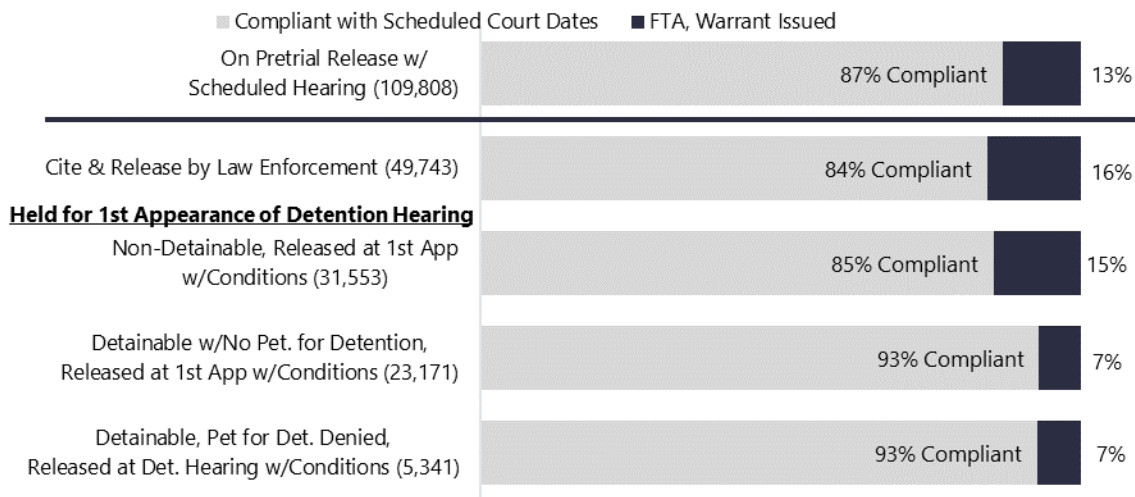 Compliant with Scheduled Court Dates FTA, Warrant Issued
On Pretrial Release w/
Scheduled Hearing (109,808)
87% Compliant
13%
Cite & Release by Law Enforcement (49,743)
84% Compliant
16%
Held for 1st Appearance of Detention Hearing
Non-Detainable, Released at 1st App
w/Conditions (31,553)
85% Compliant
15%
Detainable w/No Pet. for Detention,
Released at 1st App w/Conditions (23,171)
93% Compliant
7%
Detainable, Pet for Det. Denied,
Released at Det. Hearing w/Conditions (5,341)
93% Compliant
7%